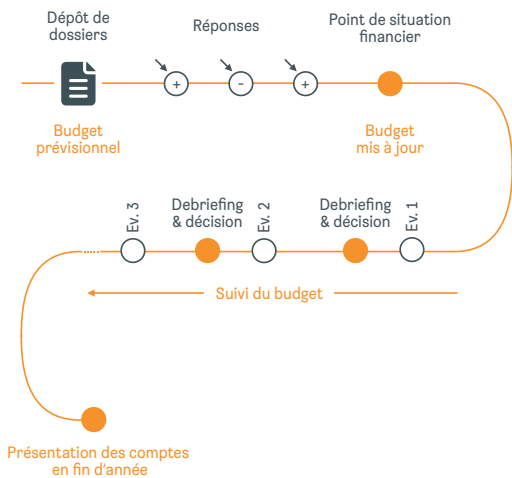 Dépôt de
dossiers
Réponses
Point de situation
financier
+
-
+
Budget
prévisionnel
Budget
mis à jour
Ev. 3
Debriefing
& décision
Ev. 2
Debriefing
& décision
Ev. 1
Suivi du budget
Présentation des comptes
en fin d'année